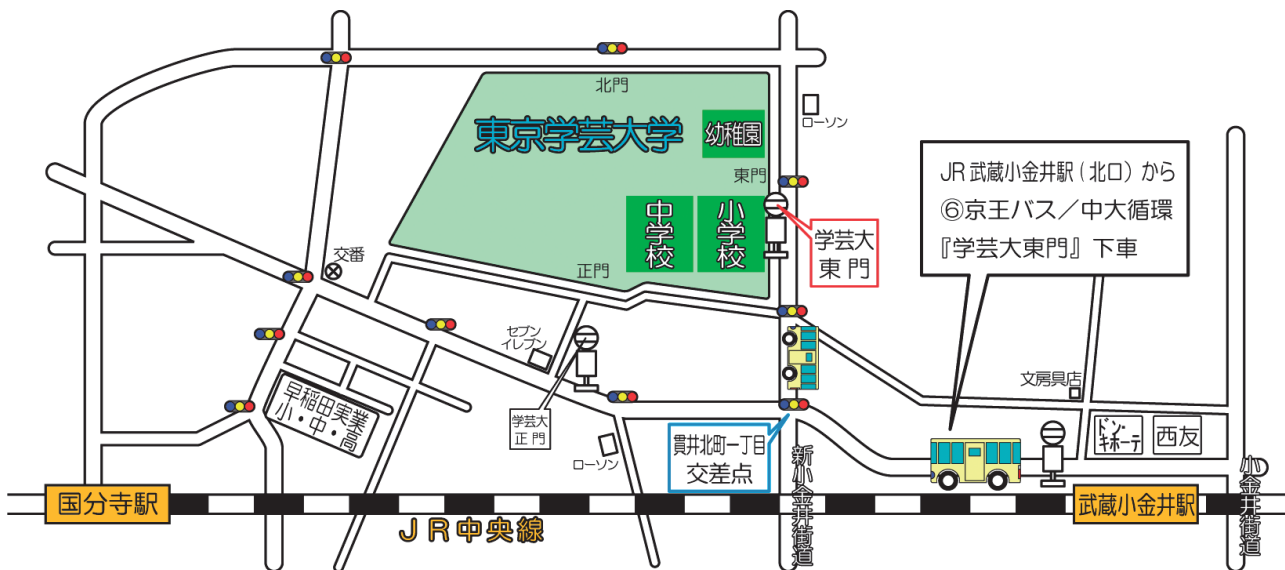 北門
東京学芸大学
幼稚園
ローソン
東門
中学校
小学校
学芸大
東門
JR武蔵小金井駅(北口)から
⑥京王バス/中大循環
『学芸大東門』下車
交番
正門
セブン
イレブン
学芸大
正門
文房具店
早稲田実業
小・中・高
ローソン
貫井北町一丁目
交差点
新小金井街道
ドン・
キホーテ
西友
小金井街道
国分寺駅
JR中央線
武蔵小金井駅